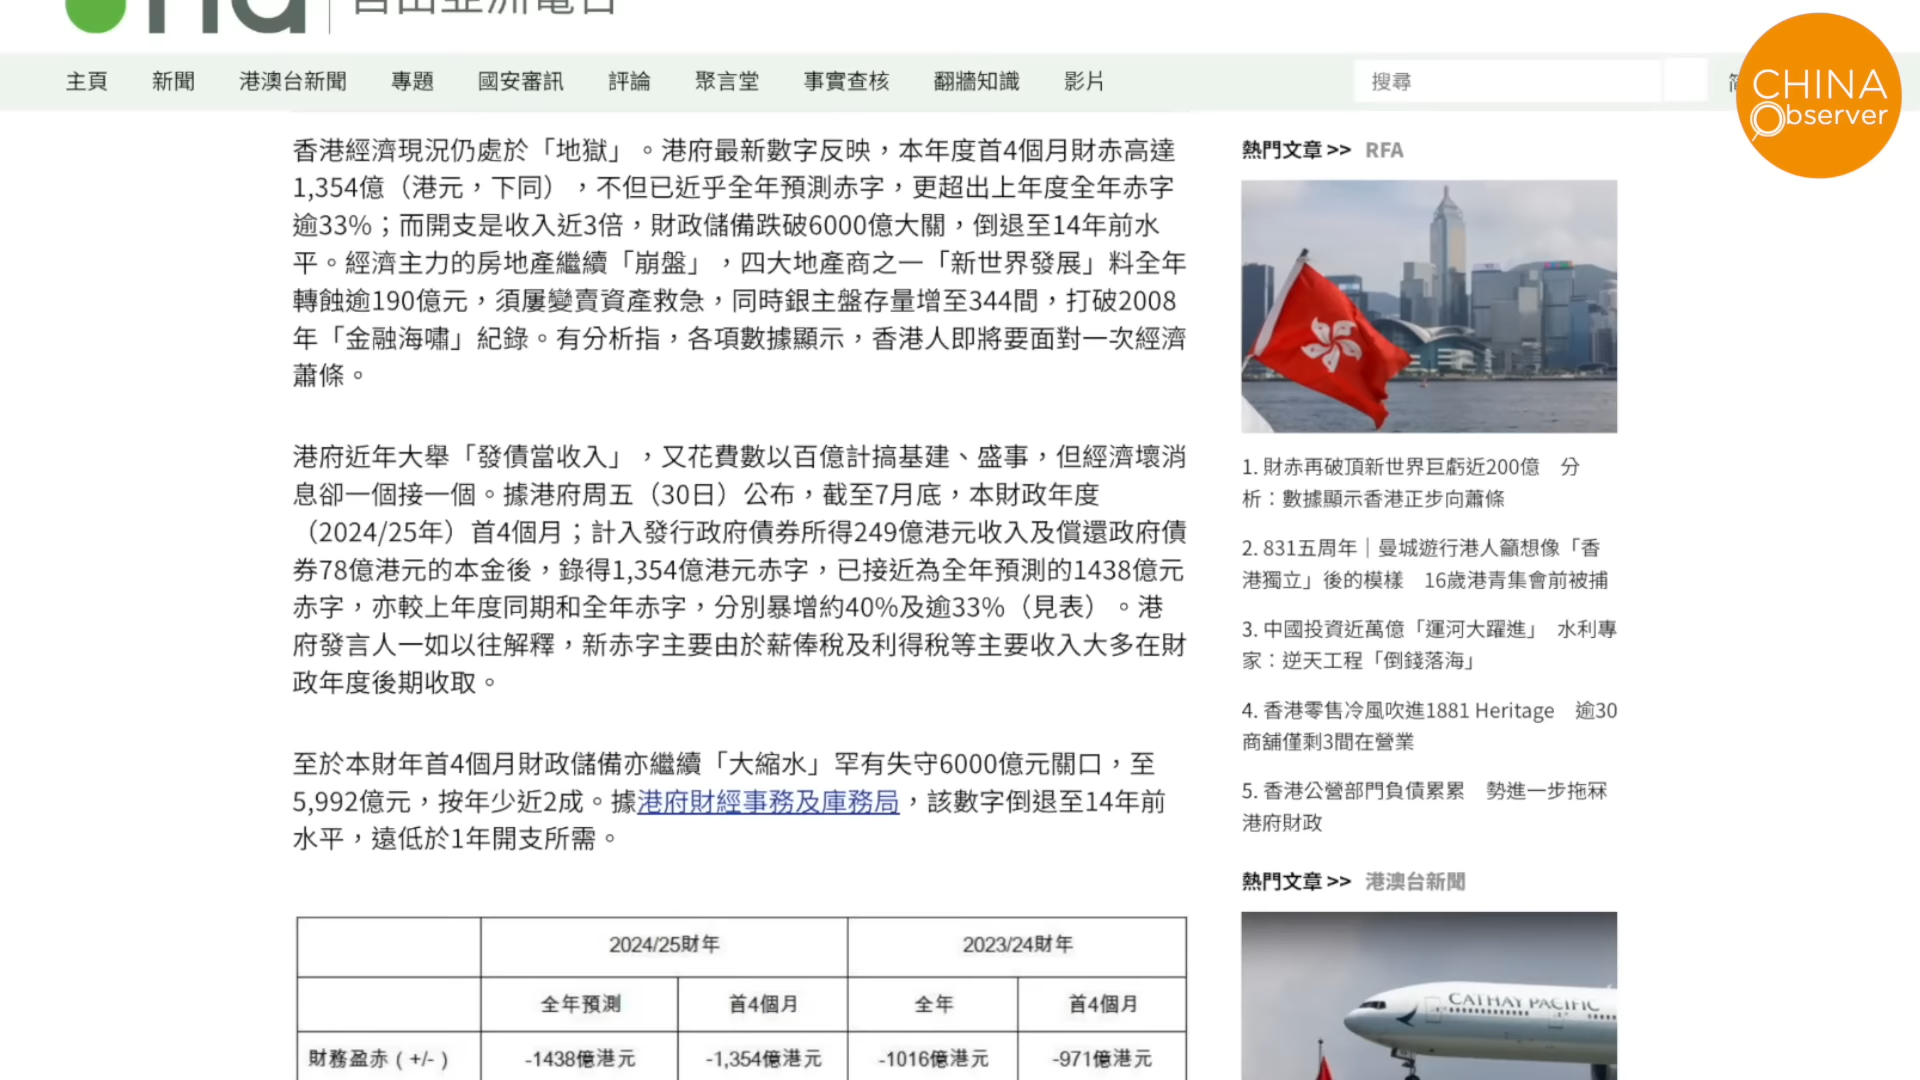 自由亞洲電台
主頁 新聞 港澳台新聞 專題 國安審訊 評論 聚言堂 事實查核 翻牆知識 影片 搜尋
CHINA
Observer
香港經濟現況仍處於「地獄」。港府最新數字反映，本年度首4個月財赤高達
1,354億（港元，下同），不但已近乎全年預測赤字，更超出上年度全年赤字
逾33%；而開支是收入近3倍，財政儲備跌破6000億大關，倒退至14年前水
平。經濟主力的房地產繼續「崩盤」，四大地產商之一「新世界發展」料全年
轉蝕逾190億元，須屢變賣資產救急，同時銀主盤存量增至344間，打破2008
年「金融海嘯」紀錄。有分析指，各項數據顯示，香港人即將要面對一次經濟
蕭條。
港府近年大舉「發債當收入」，又花費數以百億計搞基建、盛事，但經濟壞消
息卻一個接一個。據港府周五（30日）公布，截至7月底，本財政年度
（2024/25年）首4個月；計入發行政府債券所得249億港元收入及償還政府債
券78億港元的本金後，錄得1,354億港元赤字，已接近為全年預測的1438億元
赤字，亦較上年度同期和全年赤字，分別暴增約40%及逾33%（見表）。港
府發言人一如以往解釋，新赤字主要由於薪俸稅及利得稅等主要收入大多在財
政年度後期收取。
至於本財年首4個月財政儲備亦繼續「大縮水」罕有失守6000億元關口，至
5,992億元，按年少近2成。據港府財經事務及庫務局，該數字倒退至14年前
水平，遠低於1年開支所需。
2024/25財年 2023/24財年
全年預測 首4個月 全年 首4個月
財務盈赤（+/-） -1438億港元 -1,354億港元 -1016億港元 -971億港元
熱門文章 >> RFA
1. 財赤再破頂新世界巨虧近200億　分
析：數據顯示香港正步向蕭條
2. 831五周年｜曼城遊行港人籲想像「香
港獨立」後的模樣　16歲港青集會前被捕
3. 中國投資近萬億「運河大躍進」　水利專
家：逆天工程「倒錢落海」
4. 香港零售冷風吹進1881 Heritage　逾30
商舖僅剩3間在營業
5. 香港公營部門負債累累　勢進一步拖冧
港府財政
熱門文章 >> 港澳台新聞
CATHAY PACIFIC